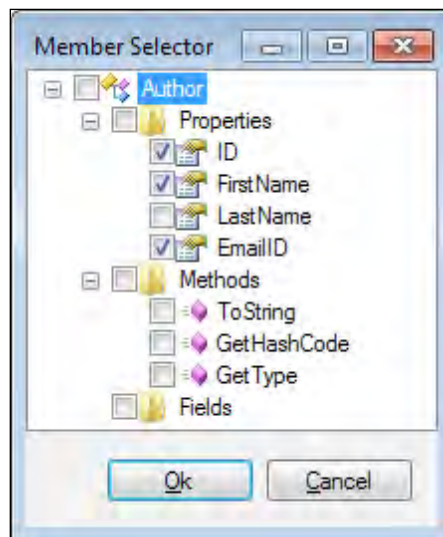 Member Selector
Author
Properties
ID
FirstName
LastName
EmailID
Methods
ToString
GetHashCode
GetType
Fields
Ok
Cancel